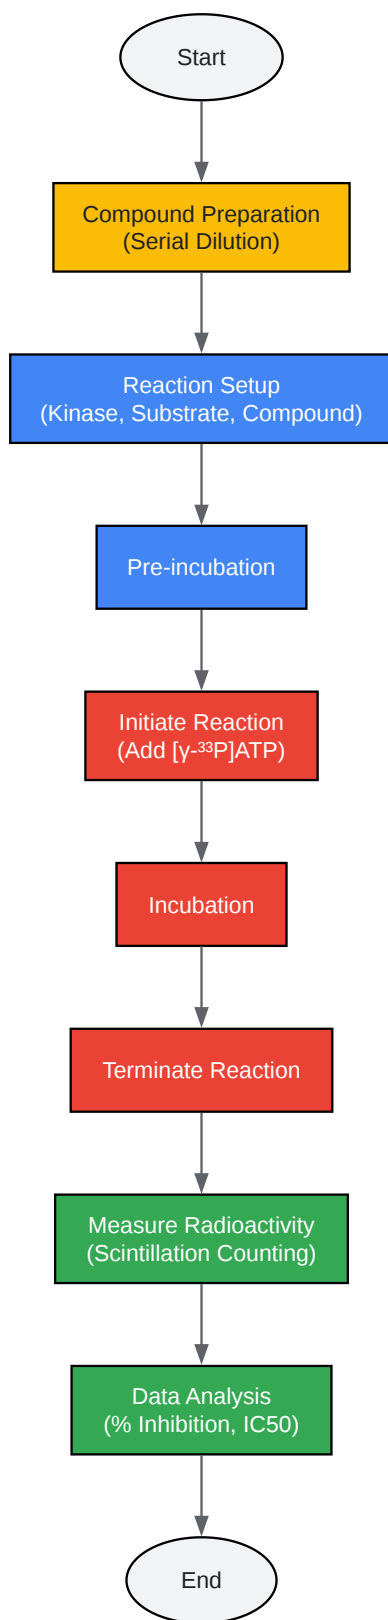 Start
Compound Preparation
(Serial Dilution)
Reaction Setup
(Kinase, Substrate, Compound)
Pre-incubation
Initiate Reaction
(Add [γ-³³P]ATP)
Incubation
Terminate Reaction
Measure Radioactivity
(Scintillation Counting)
Data Analysis
(% Inhibition, IC50)
End